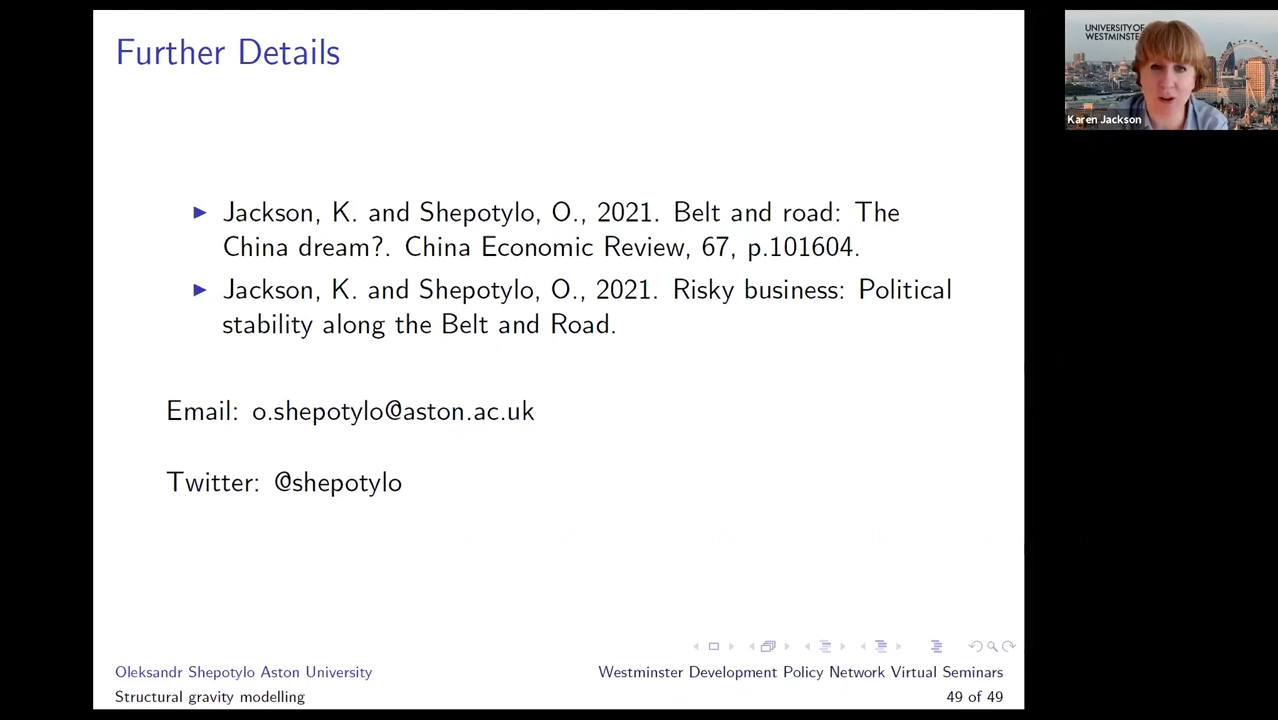 Further Details
Jackson, K. and Shepotylo, O., 2021. Belt and road: The
China dream?. China Economic Review, 67, p.101604.
Jackson, K. and Shepotylo, O., 2021. Risky business: Political
stability along the Belt and Road.
Email: o.shepotylo@aston.ac.uk
Twitter: @shepotylo
Oleksandr Shepotylo Aston University
Westminster Development Policy Network Virtual Seminars
Structural gravity modelling
49 of 49
UNIVERSITY OF
WESTMINSTER
Karen Jackson